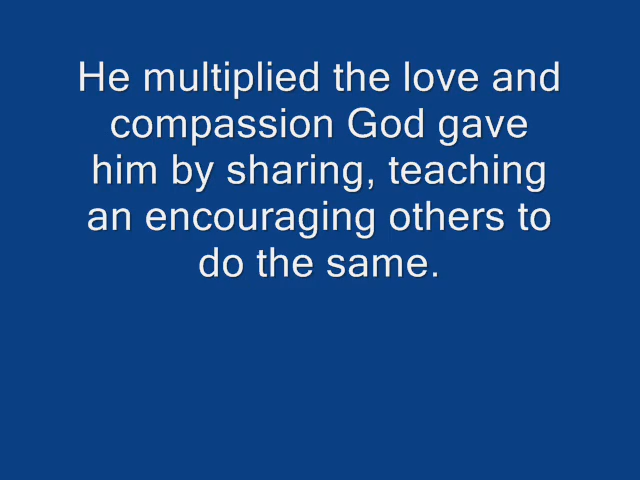 He multiplied the love and
compassion God gave
him by sharing, teaching
an encouraging others to
do the same.